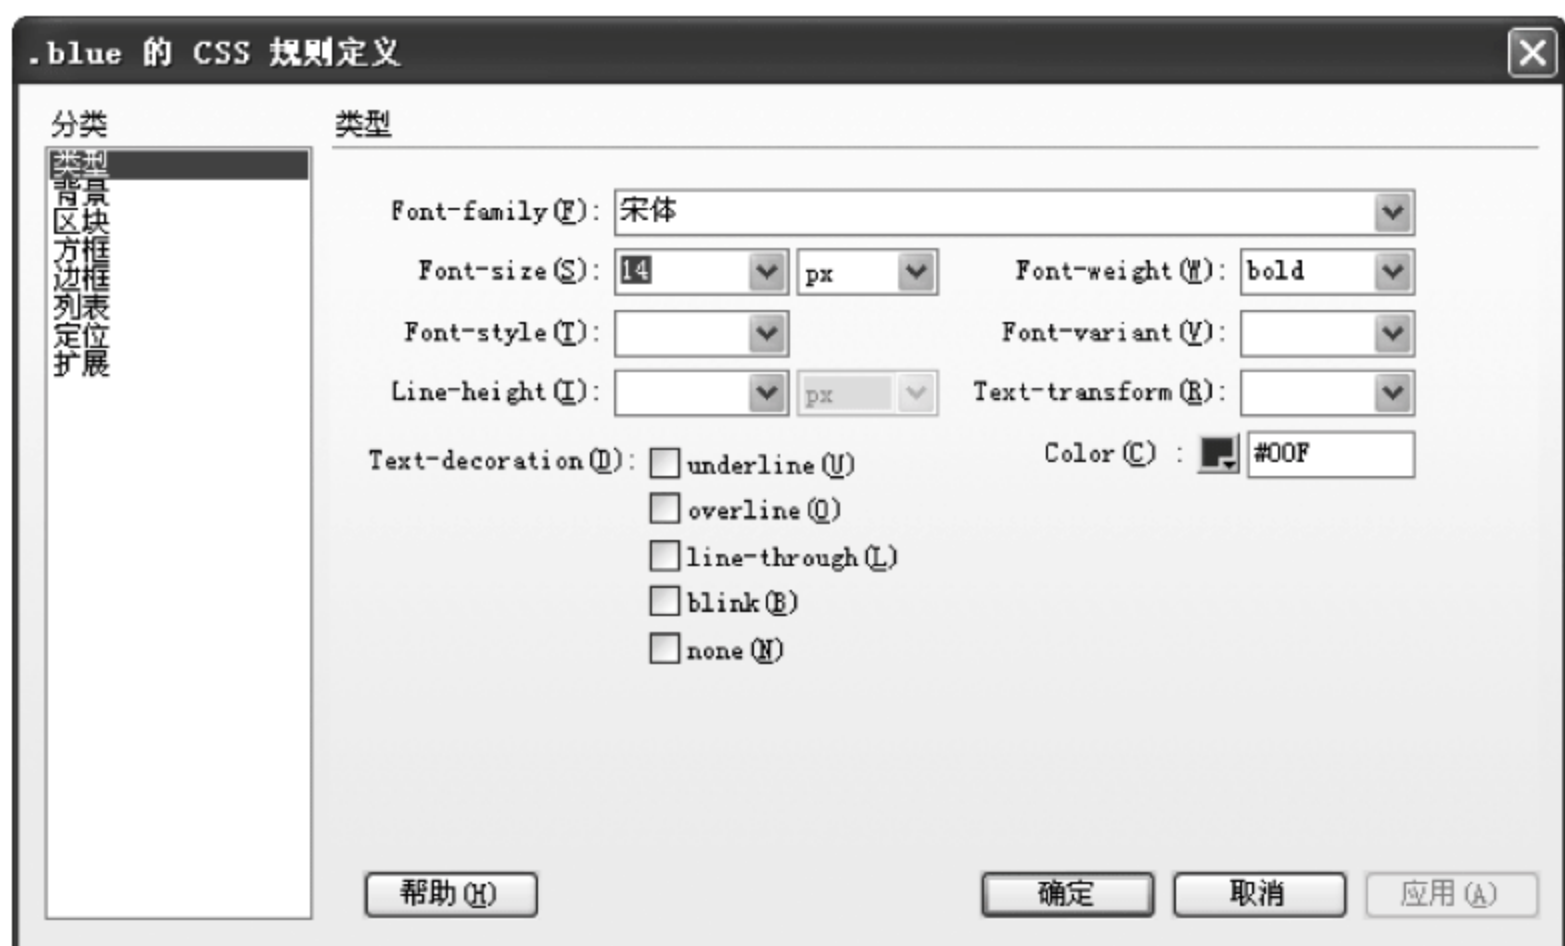 .blue 的 CSS 规则定义
分类
类型
背景
区块
方框
边框
列表
定位
扩展
类型
Font-family(F): 宋体
Font-size(S): 14 px Font-weight(W): bold
Font-style(T): Font-variant(V):
Line-height(I): px Text-transform(R):
Text-decoration(D): underline(U) Color(C) : #00F
overline(O)
line-through(L)
blink(B)
none(N)
帮助(H) 确定 取消 应用(A)